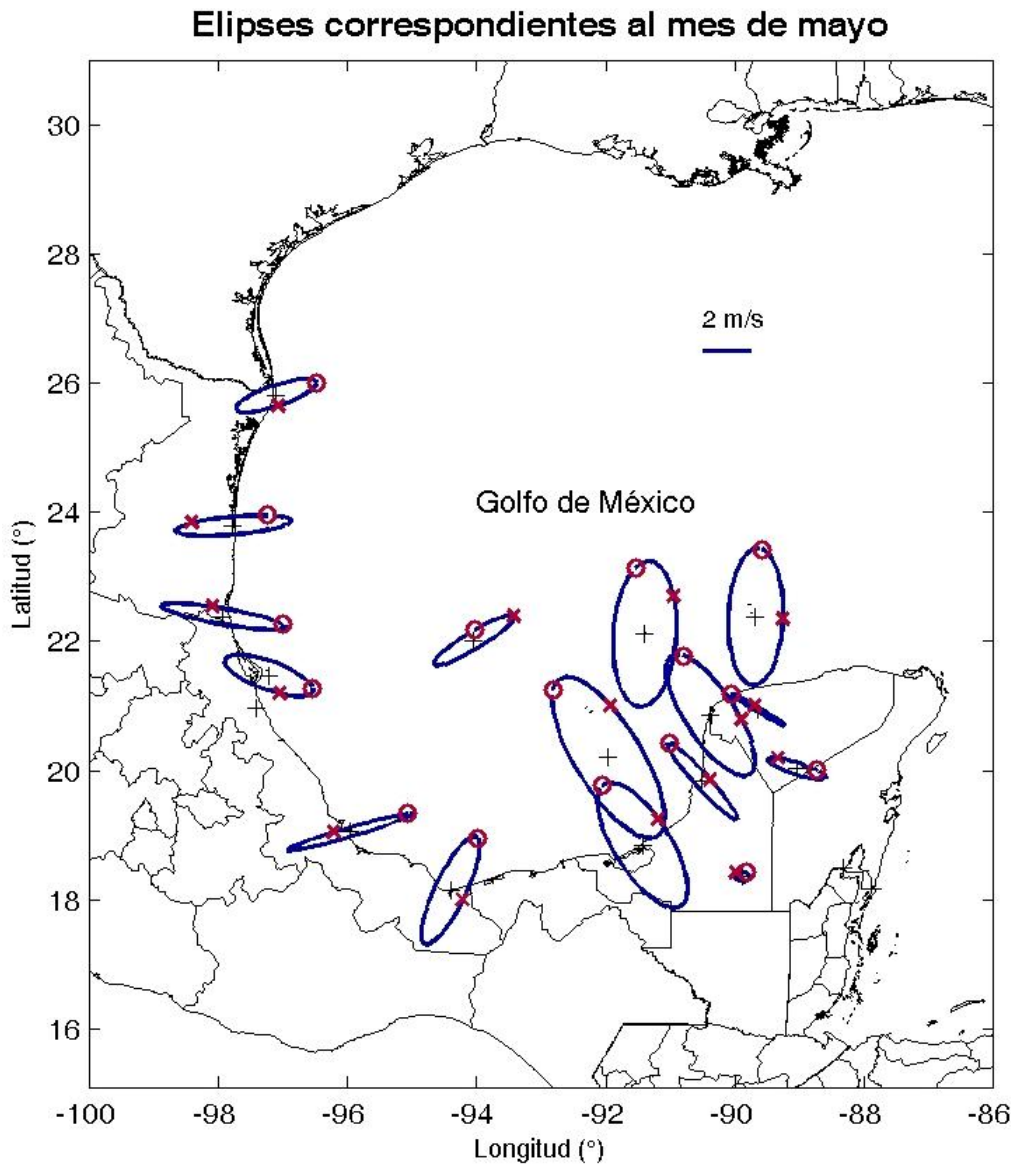 Elipses correspondientes al mes de mayo
30
28
2 m/s
26
24
Golfo de México
Latitud (°)
22
20
18
16
-100 -98 -96 -94 -92 -90 -88 -86
Longitud (°)